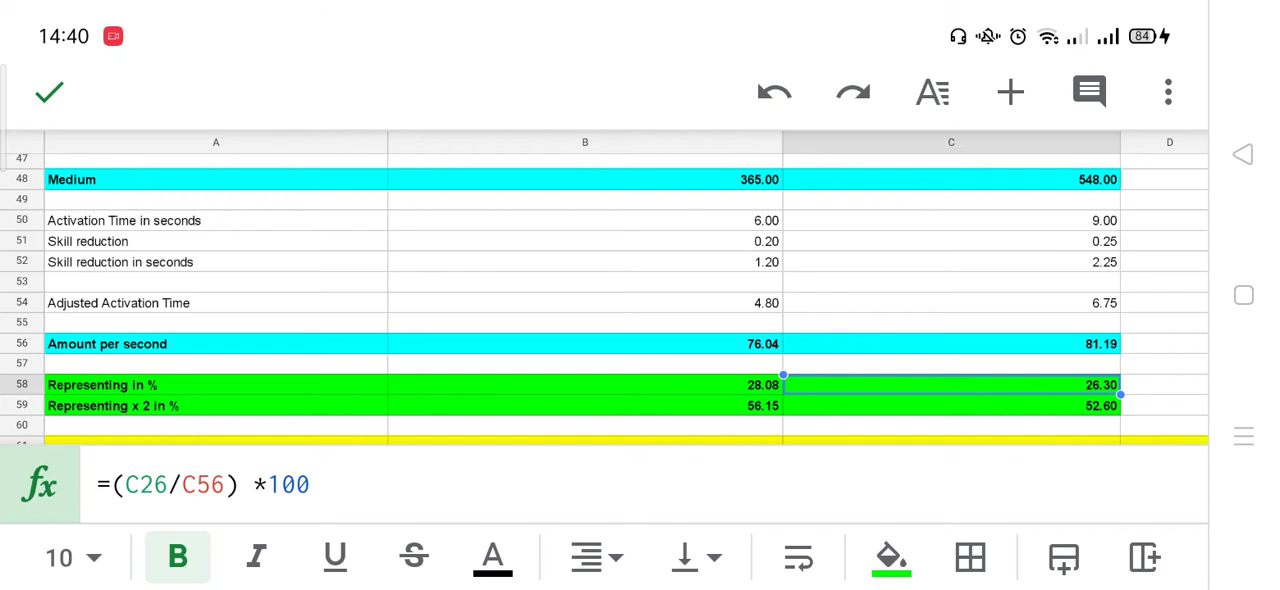 14:40 84
A B C D
47
48 Medium 365.00 548.00
49
50 Activation Time in seconds 6.00 9.00
51 Skill reduction 0.20 0.25
52 Skill reduction in seconds 1.20 2.25
53
54 Adjusted Activation Time 4.80 6.75
55
56 Amount per second 76.04 81.19
57
58 Representing in % 28.08 26.30
59 Representing x 2 in % 56.15 52.60
60
fx =(C26/C56) *100
10 B I U S A